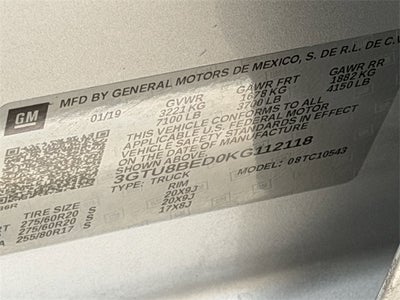 GM
MFD BY GENERAL MOTORS DE MEXICO, S. DE R.L. DE C.V
01/19 GVWR GAWR FRT GAWR RR
3221 KG 1678 KG 1882 KG
7100 LB 3700 LB 4150 LB
THIS VEHICLE CONFORMS TO ALL
APPLICABLE U.S. FEDERAL MOTOR
VEHICLE SAFETY STANDARDS IN EFFECT
ON THE DATE OF MANUFACTURE
SHOWN ABOVE.
3GTU8BED0KG112118
TYPE: TRUCK MODEL: 08TC10543
TIRE SIZE RIM
275/60R20 S 20X9J
275/60R20 S 20X9J
255/80R17 S 17X8J